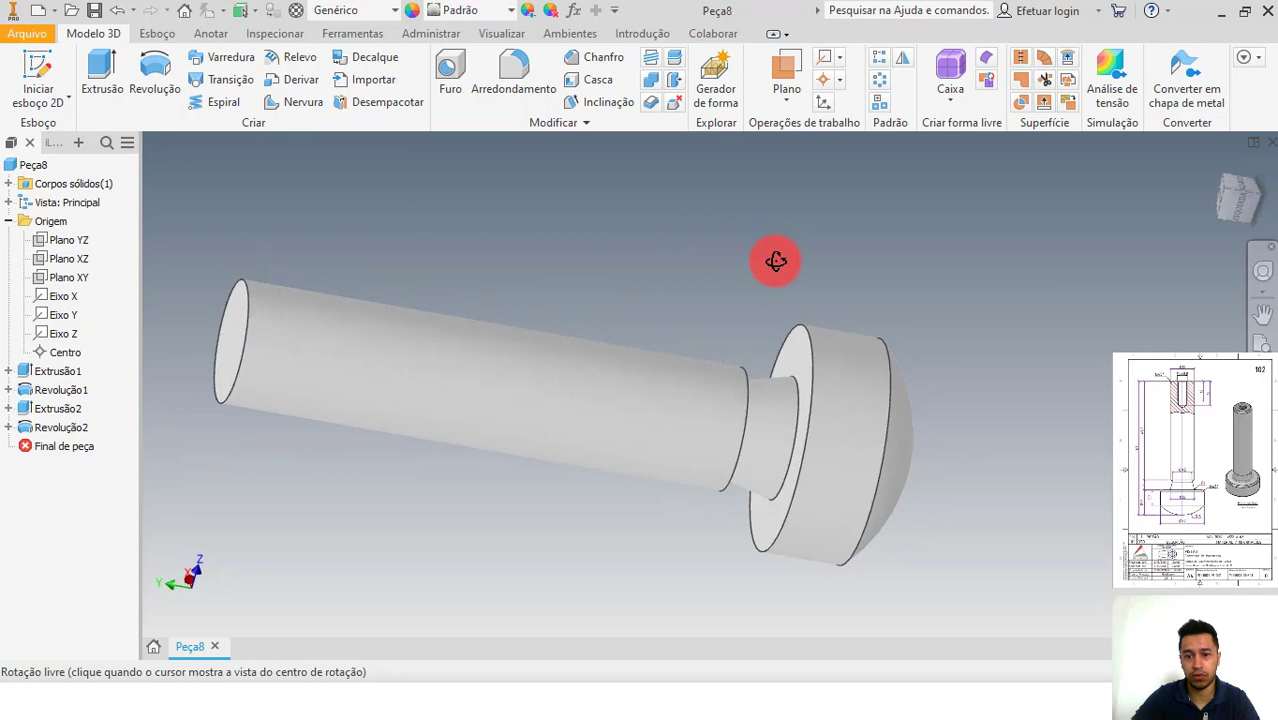 Genérico
Padrão
Peça8
Pesquisar na Ajuda e comandos.
Efetuar login
Arquivo
Modelo 3D
Esboço
Anotar
Inspecionar
Ferramentas
Administrar
Visualizar
Ambientes
Introdução
Colaborar
Iniciar
esboço 2D
Esboço
Extrusão
Revolução
Varredura
Transição
Espiral
Relevo
Derivar
Nervura
Decalque
Importar
Desempacotar
Criar
Furo
Arredondamento
Chanfro
Casca
Inclinação
Modificar
Gerador
de forma
Explorar
Plano
Operações de trabalho
Padrão
Caixa
Criar forma livre
Superfície
Análise de
tensão
Simulação
Converter em
chapa de metal
Converter
iL...
Peça8
Corpos sólidos(1)
Vista: Principal
Origem
Plano YZ
Plano XZ
Plano XY
Eixo X
Eixo Y
Eixo Z
Centro
Extrusão1
Revolução1
Extrusão2
Revolução2
Final de peça
ESQUERDA
Z
X
Y
102
Peça8
Rotação livre (clique quando o cursor mostra a vista do centro de rotação)